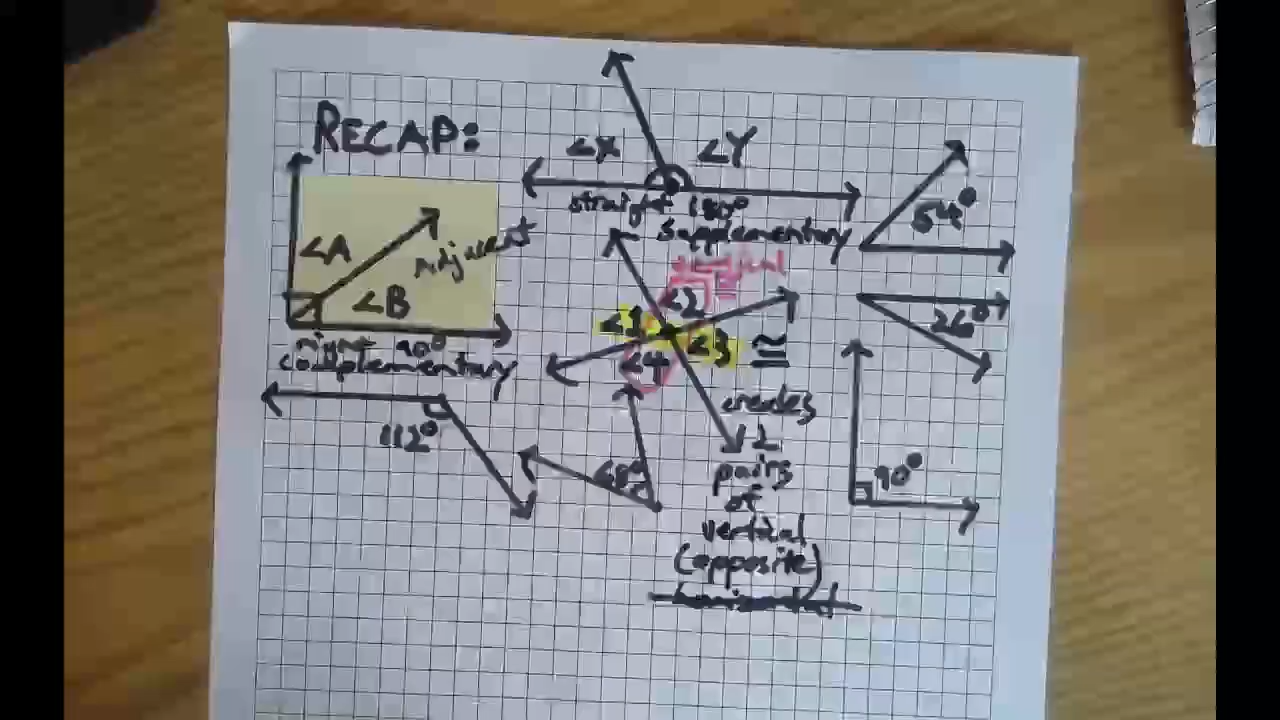 RECAP:
∠X ∠Y
straight 180°
Supplementary
54°
∠A
adjacent
∠B
right 90°
complementary
vertical
∠2
∠1
∠3 ≅
∠4
26°
creates
2
pairs
of
vertical
(opposite)
112°
68°
90°